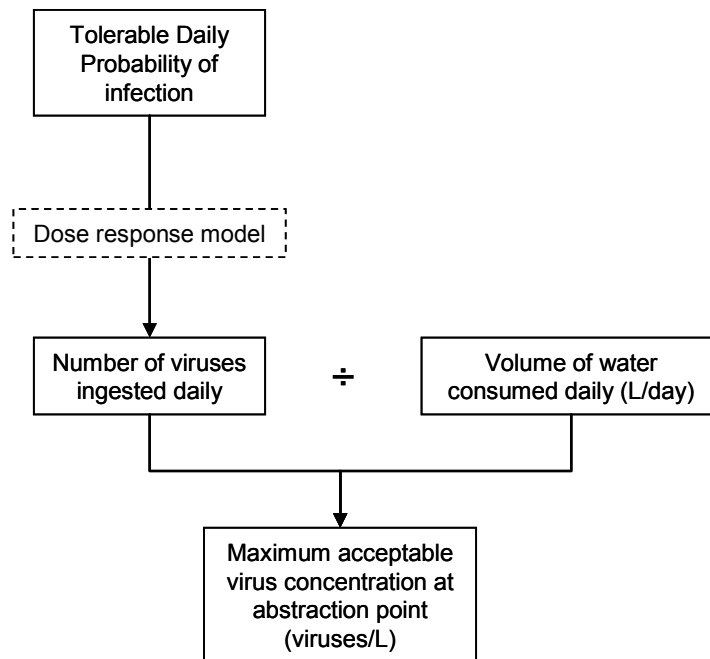 Tolerable Daily
Probability of
infection
Dose response model
Number of viruses
ingested daily
÷
Volume of water
consumed daily (L/day)
Maximum acceptable
virus concentration at
abstraction point
(viruses/L)